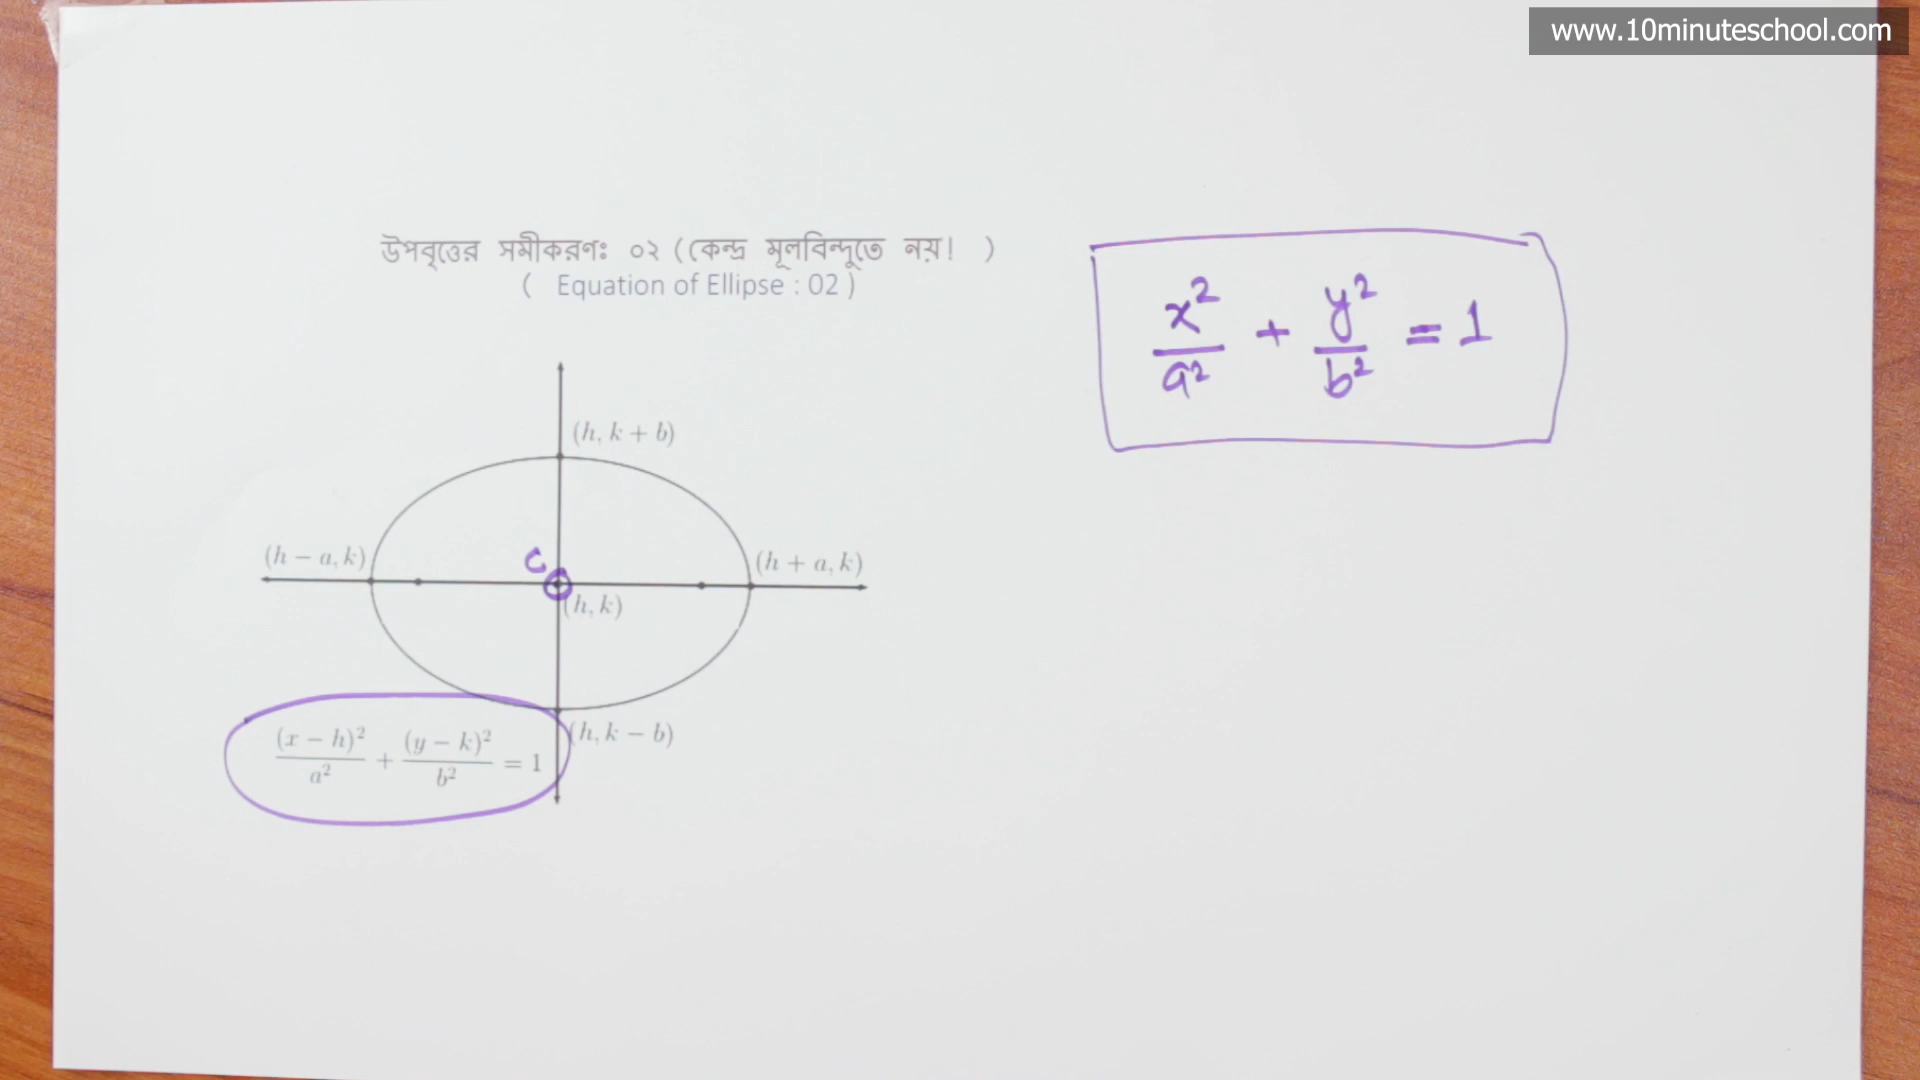 www.10minuteschool.com
উপবৃত্তের সমীকরণঃ ০২ ((কেন্দ্র মূলবিন্দুতে নয়! )
( Equation of Ellipse : 02 )
x²/a² + y²/b² = 1
(h, k + b)
(h − a, k)
C
(h + a, k)
(h, k)
(h, k − b)
(x − h)²/a² + (y − k)²/b² = 1